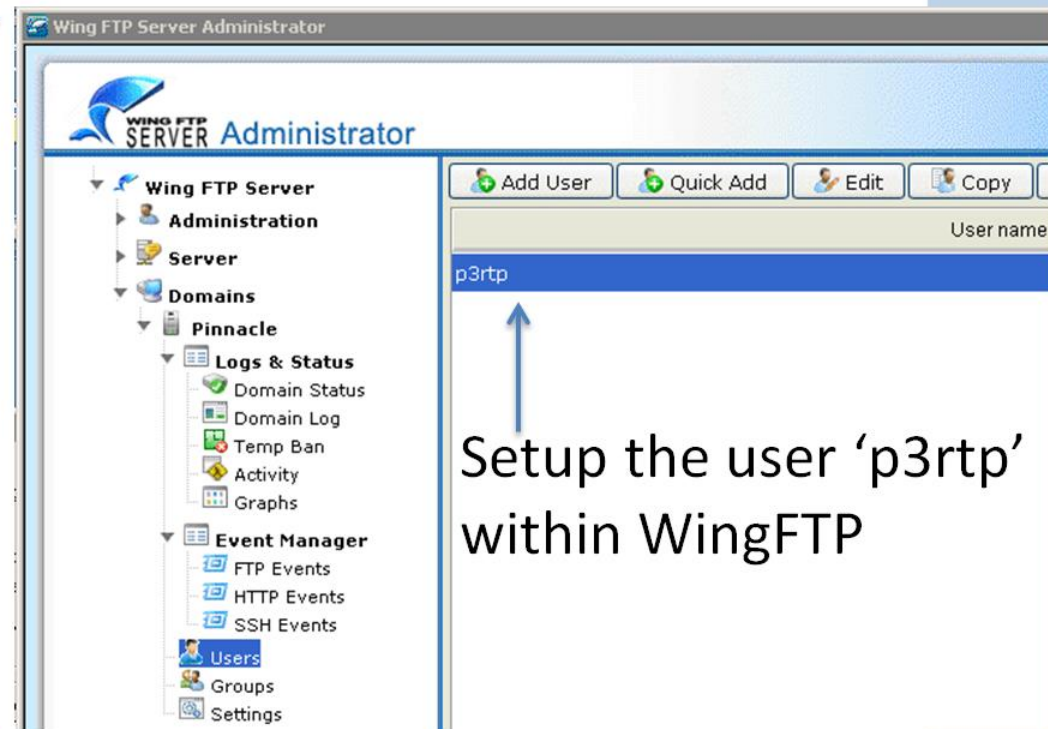 Wing FTP Server Administrator
WING FTP
SERVER Administrator
Wing FTP Server
Administration
Server
Domains
Pinnacle
Logs & Status
Domain Status
Domain Log
Temp Ban
Activity
Graphs
Event Manager
FTP Events
HTTP Events
SSH Events
Users
Groups
Settings
Add User Quick Add Edit Copy
User name
p3rtp
Setup the user ‘p3rtp’
within WingFTP